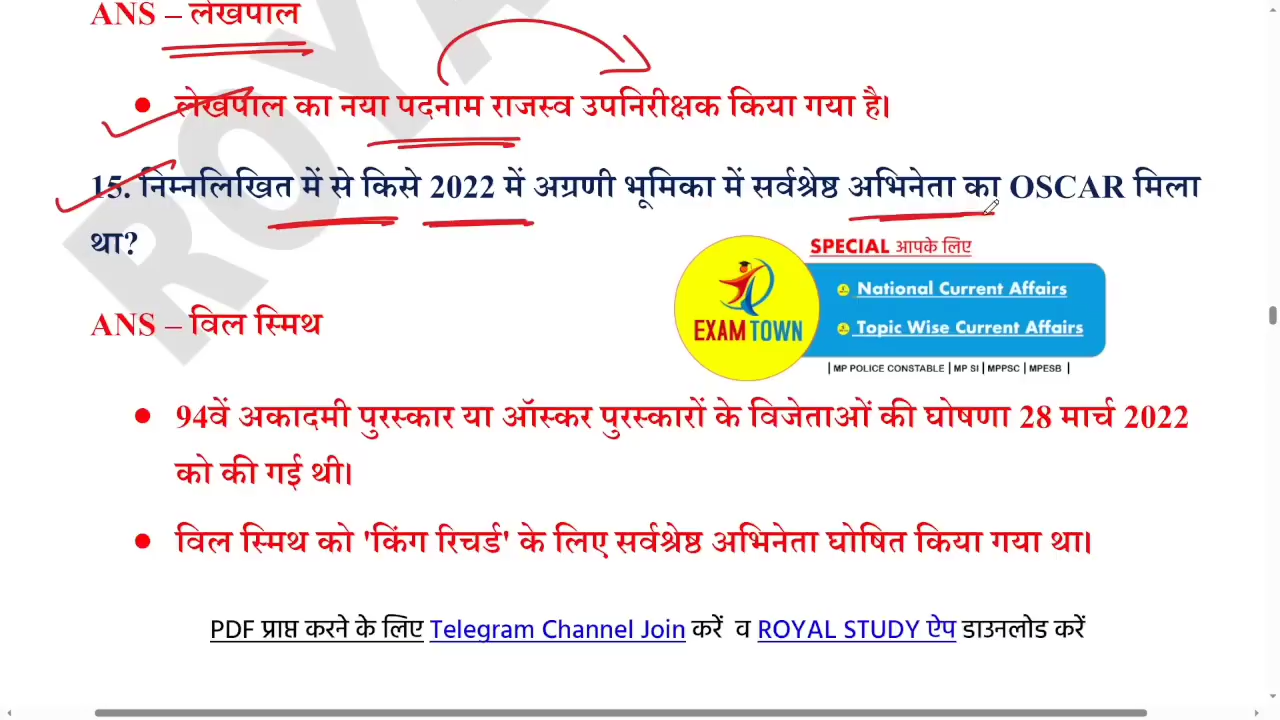 ANS – लेखपाल
• लेखपाल का नया पदनाम राजस्व उपनिरीक्षक किया गया है।
15. निम्नलिखित में से किसे 2022 में अग्रणी भूमिका में सर्वश्रेष्ठ अभिनेता का OSCAR मिला
था?
SPECIAL आपके लिए
National Current Affairs
EXAM TOWN
Topic Wise Current Affairs
ANS – विल स्मिथ
| MP POLICE CONSTABLE | MP SI | MPPSC | MPESB |
• 94वें अकादमी पुरस्कार या ऑस्कर पुरस्कारों के विजेताओं की घोषणा 28 मार्च 2022
को की गई थी।
• विल स्मिथ को 'किंग रिचर्ड' के लिए सर्वश्रेष्ठ अभिनेता घोषित किया गया था।
PDF प्राप्त करने के लिए Telegram Channel Join करें व ROYAL STUDY ऐप डाउनलोड करें
ROYA